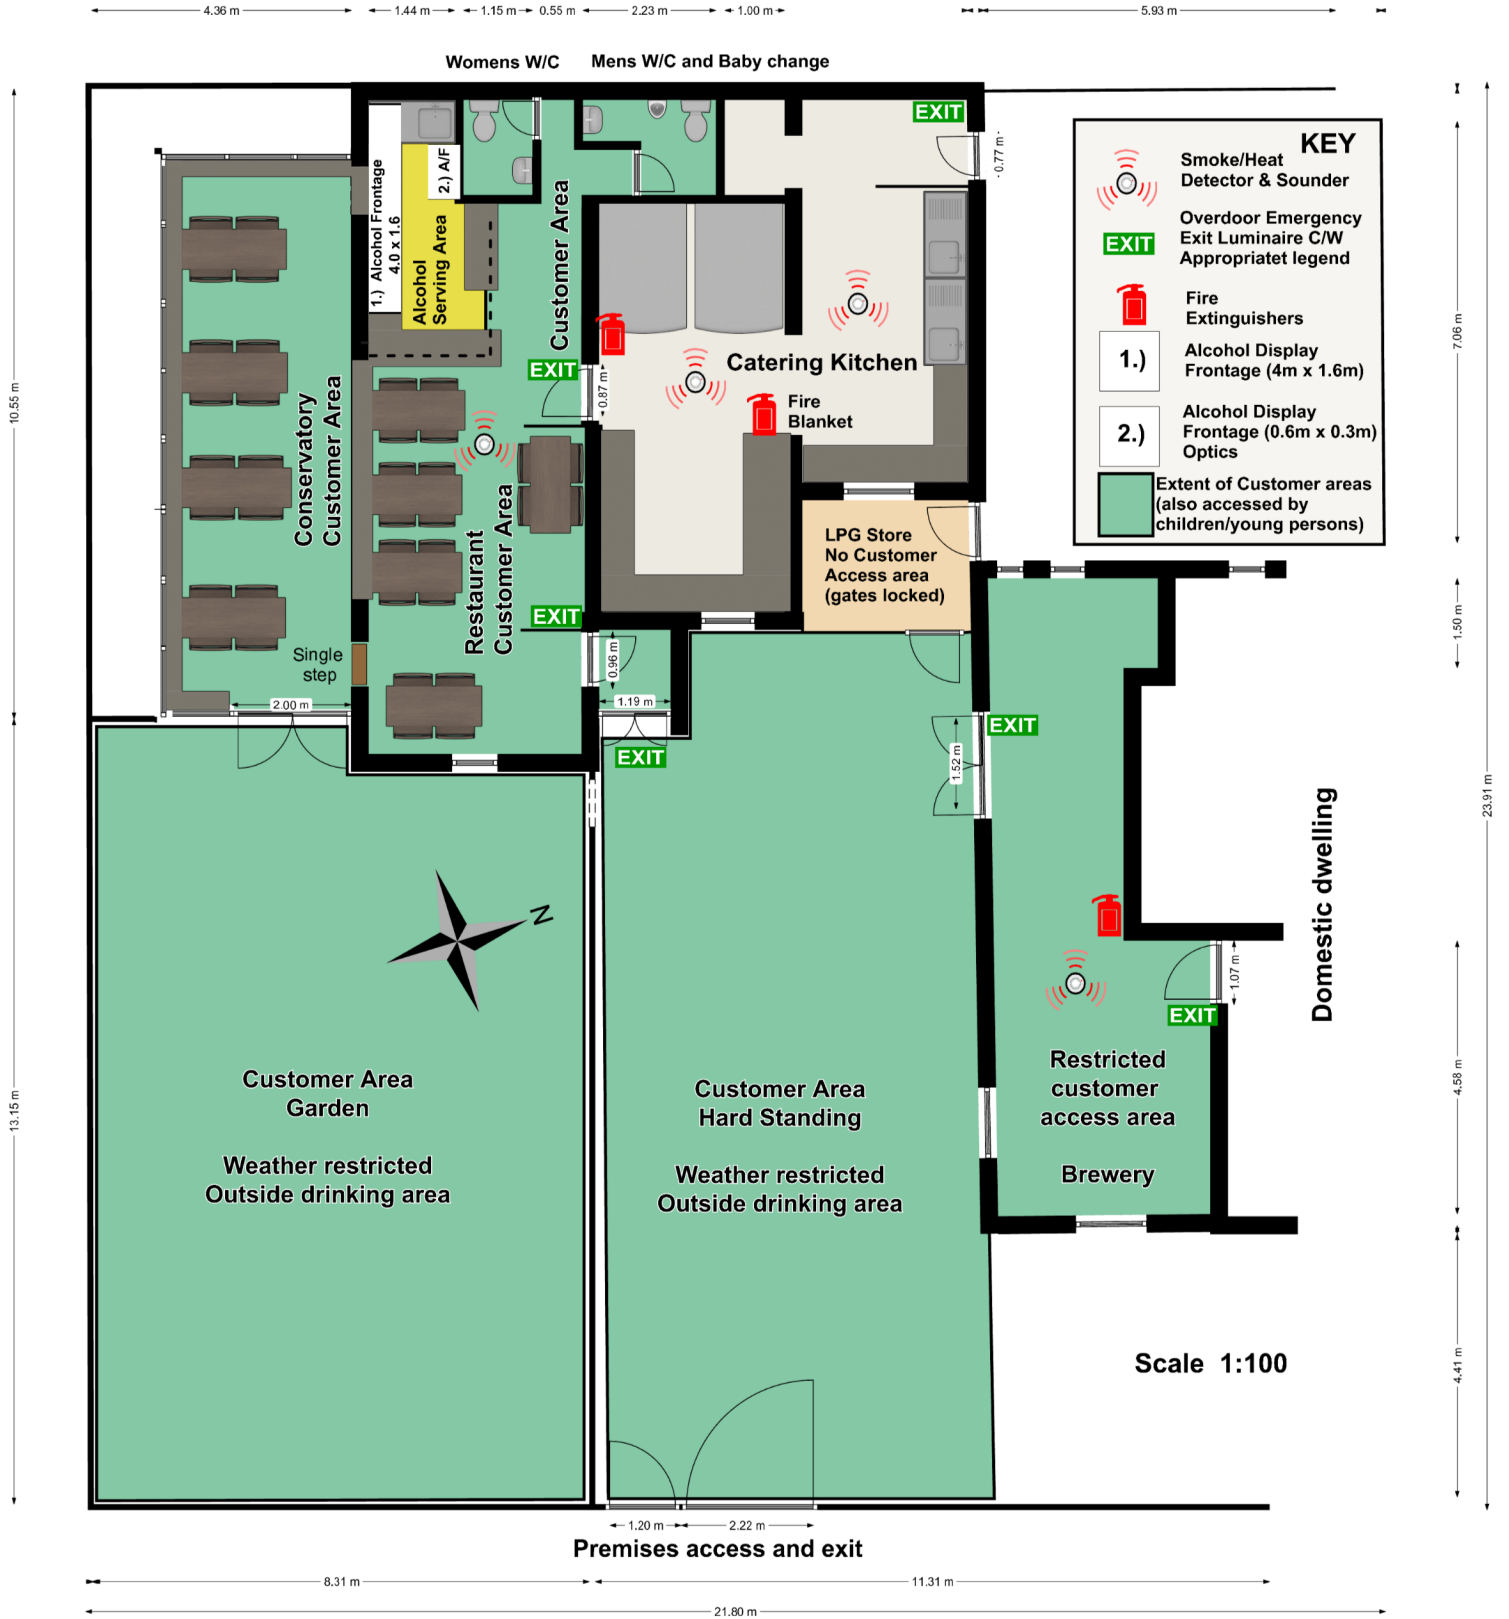 4.36 m
1.44 m
1.15 m
0.55 m
2.23 m
1.00 m
5.93 m
Womens W/C
Mens W/C and Baby change
EXIT
0.77 m
KEY
Smoke/Heat
Detector & Sounder
Overdoor Emergency
EXIT
Exit Luminaire C/W
Appropriatet legend
Fire
Extinguishers
1.)
Alcohol Display
Frontage (4m x 1.6m)
2.)
Alcohol Display
Frontage (0.6m x 0.3m)
Optics
Extent of Customer areas
(also accessed by
children/young persons)
1.) Alcohol Frontage
4.0 x 1.6
2.) A/F
Alcohol
Serving Area
Customer Area
EXIT
0.87 m
Catering Kitchen
Fire
Blanket
Conservatory
Customer Area
Restaurant
Customer Area
EXIT
LPG Store
No Customer
Access area
(gates locked)
Single
step
2.00 m
0.96 m
1.19 m
EXIT
EXIT
1.52 m
10.55 m
7.06 m
1.50 m
23.91 m
Domestic dwelling
N
1.07 m
EXIT
Restricted
customer
access area
Brewery
Customer Area
Garden
Weather restricted
Outside drinking area
Customer Area
Hard Standing
Weather restricted
Outside drinking area
13.15 m
4.58 m
4.41 m
Scale 1:100
1.20 m
2.22 m
Premises access and exit
8.31 m
11.31 m
21.80 m